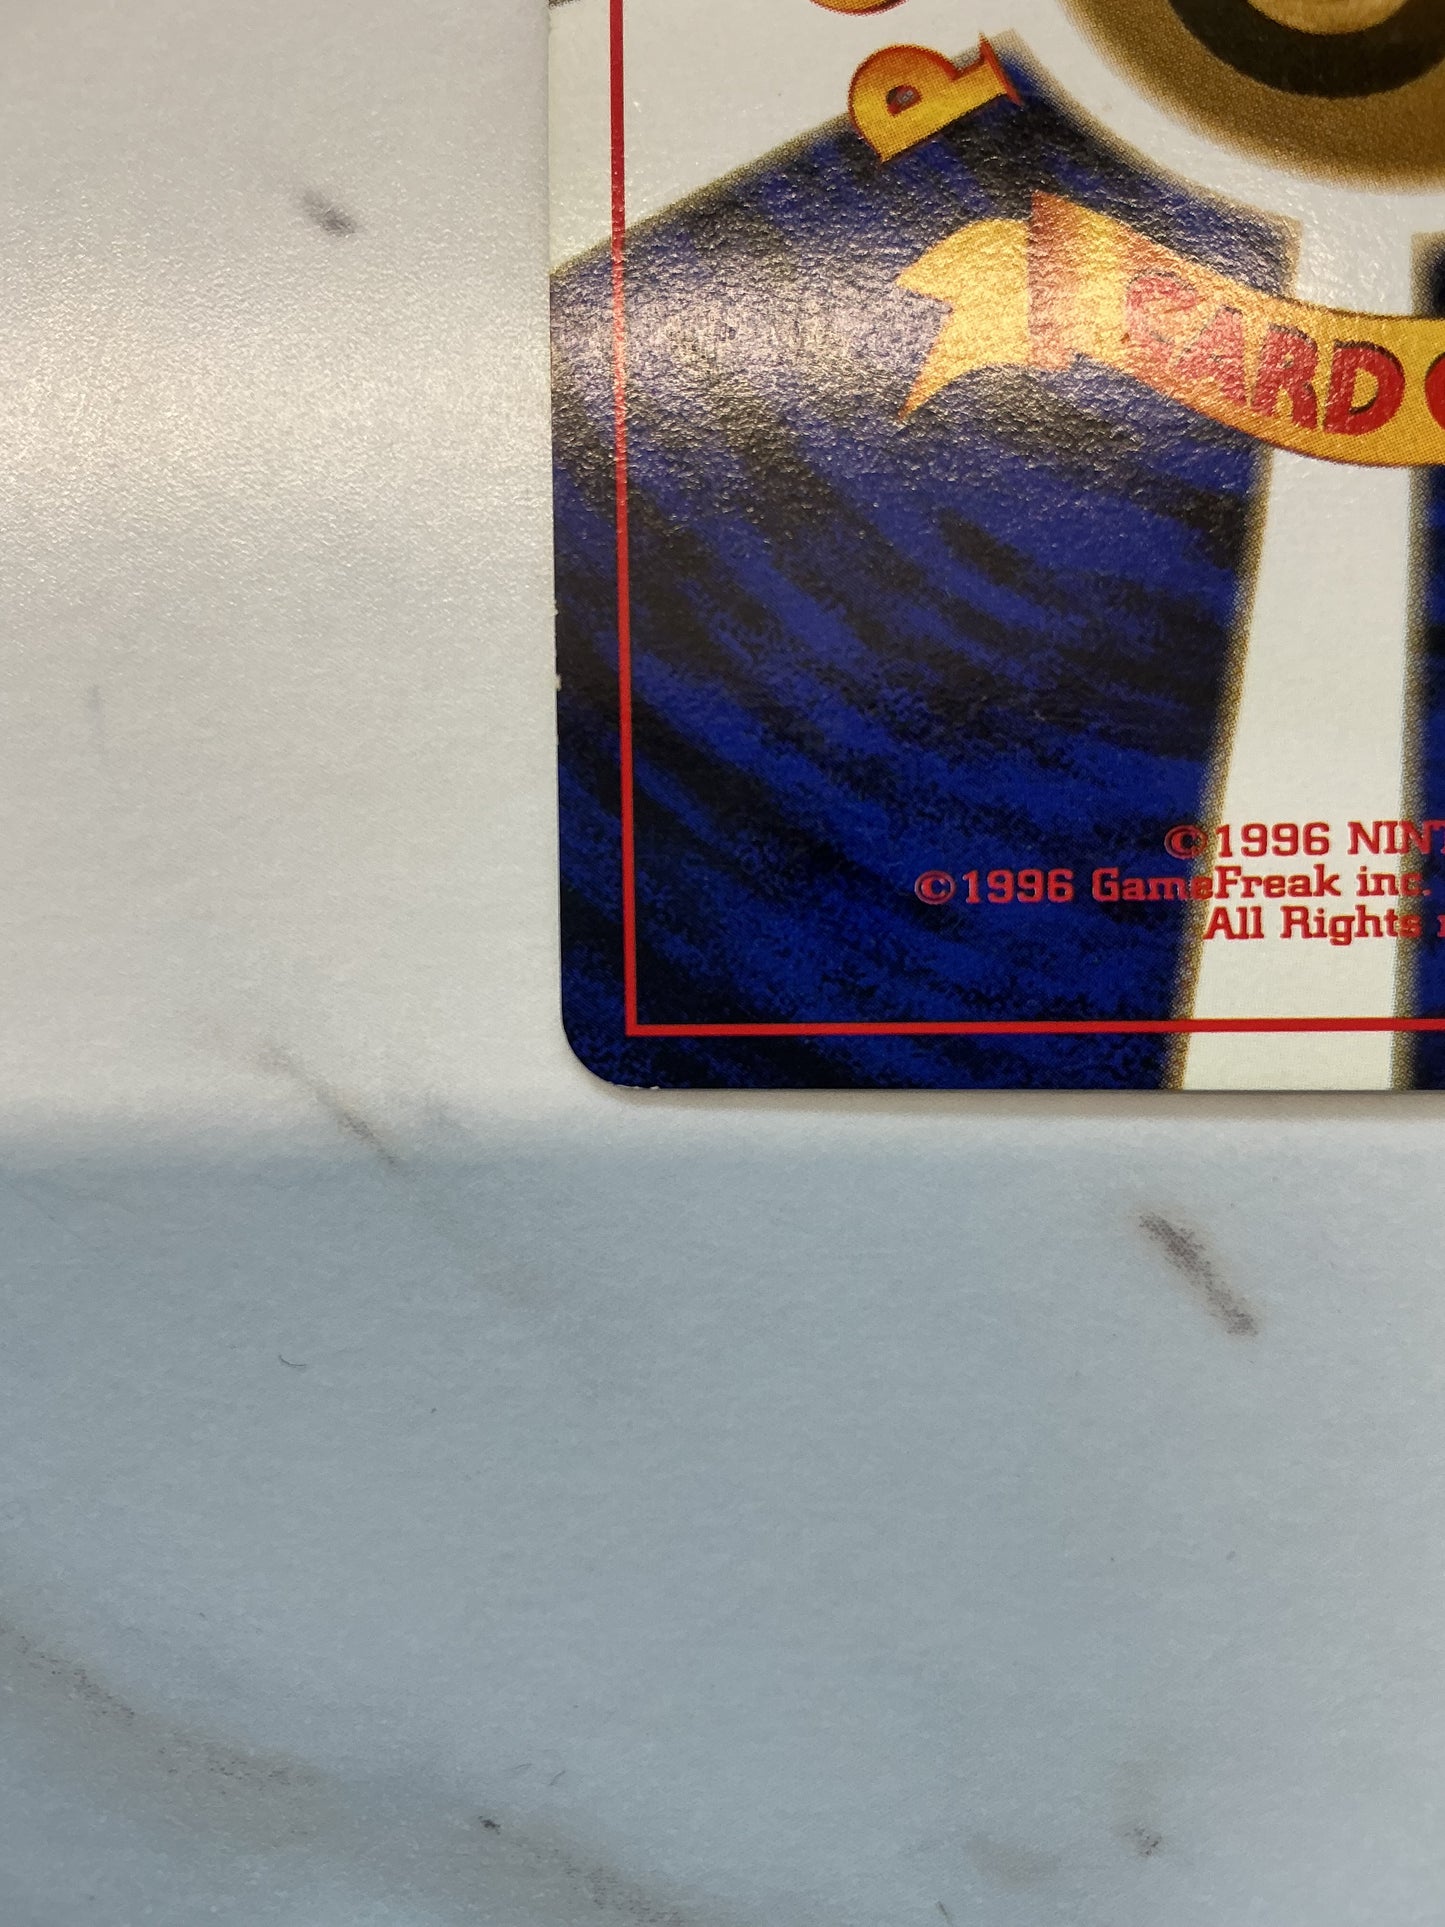 P
CARD
©1996 NIN
©1996 GameFreak inc.
All Rights